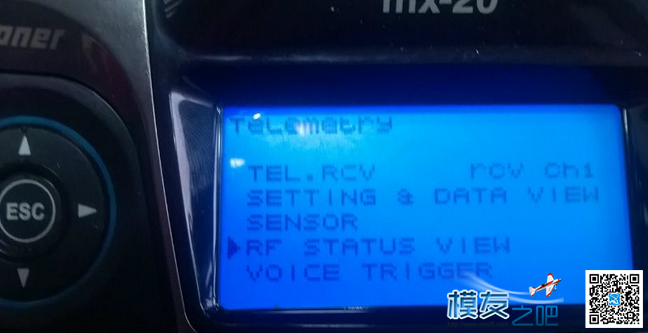 mx-20
oner
Telemetry
TEL.RCV rcv Ch1
SETTING & DATA VIEW
SENSOR
RF STATUS VIEW
VOICE TRIGGER
ESC
模友之吧